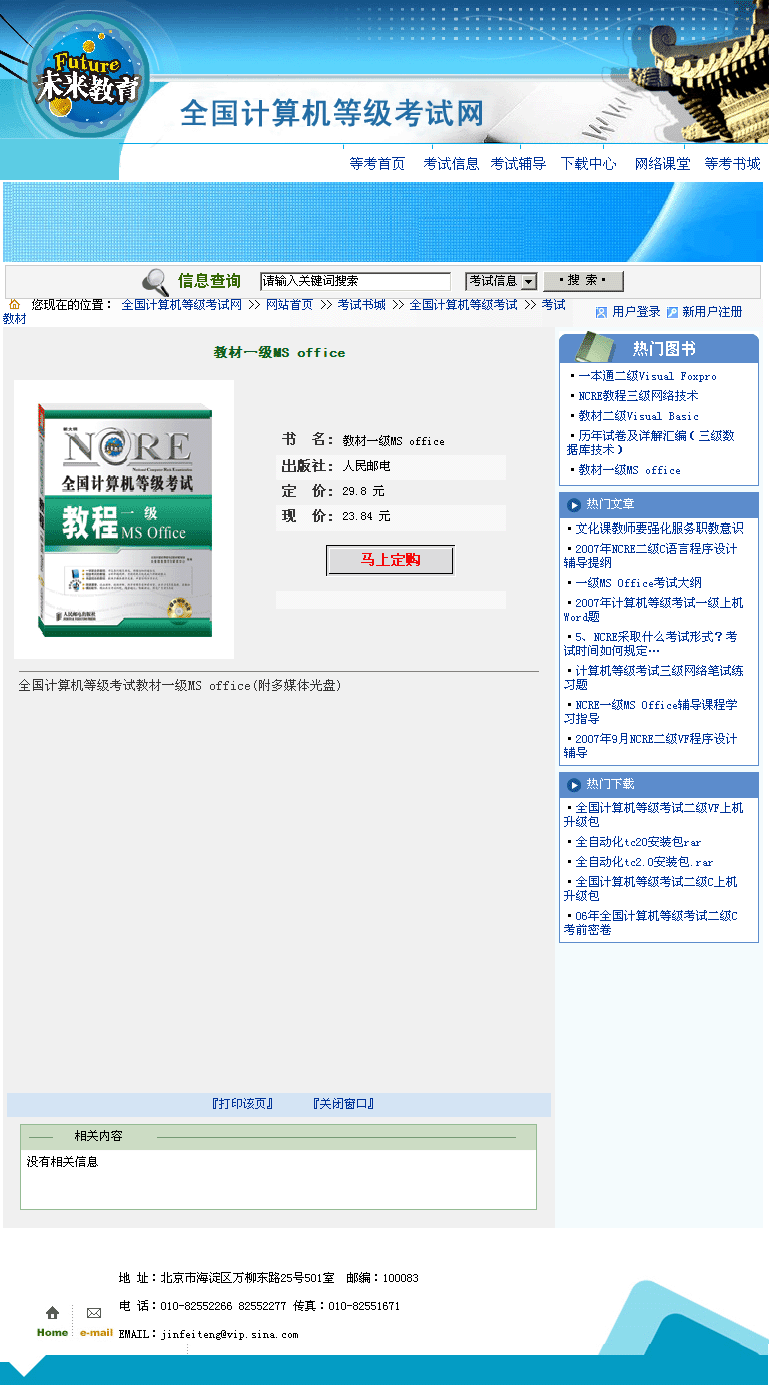 Future
未来教育
全国计算机等级考试网
等考首页 考试信息 考试辅导 下载中心 网络课堂 等考书城
信息查询 请输入关键词搜索 考试信息 ·搜 索·
您现在的位置： 全国计算机等级考试网 >> 网站首页 >> 考试书城 >> 全国计算机等级考试 >> 考试
教材
用户登录 新用户注册
教材一级MS office
NCRE
National Computer Rank Examination
全国计算机等级考试
教程 一级
MS Office
教程
人民邮电出版社
书 名: 教材一级MS office
出版社: 人民邮电
定 价: 29.8 元
现 价: 23.84 元
马上定购
全国计算机等级考试教材一级MS office(附多媒体光盘)
热门图书
·一本通二级Visual Foxpro
·NCRE教程三级网络技术
·教材二级Visual Basic
·历年试卷及详解汇编（三级数
据库技术）
·教材一级MS office
热门文章
·文化课教师要强化服务职教意识
·2007年NCRE二级C语言程序设计
辅导提纲
·一级MS Office考试大纲
·2007年计算机等级考试一级上机
Word题
·5、NCRE采取什么考试形式？考
试时间如何规定…
·计算机等级考试三级网络笔试练
习题
·NCRE一级MS Office辅导课程学
习指导
·2007年9月NCRE二级VF程序设计
辅导
热门下载
·全国计算机等级考试二级VF上机
升级包
·全自动化tc20安装包rar
·全自动化tc2.0安装包.rar
·全国计算机等级考试二级C上机
升级包
·06年全国计算机等级考试二级C
考前密卷
『打印该页』 『关闭窗口』
相关内容
没有相关信息
地 址：北京市海淀区万柳东路25号501室 邮编：100083
电 话：010-82552266 82552277 传真：010-82551671
Home e-mail EMAIL：jinfeiteng@vip.sina.com